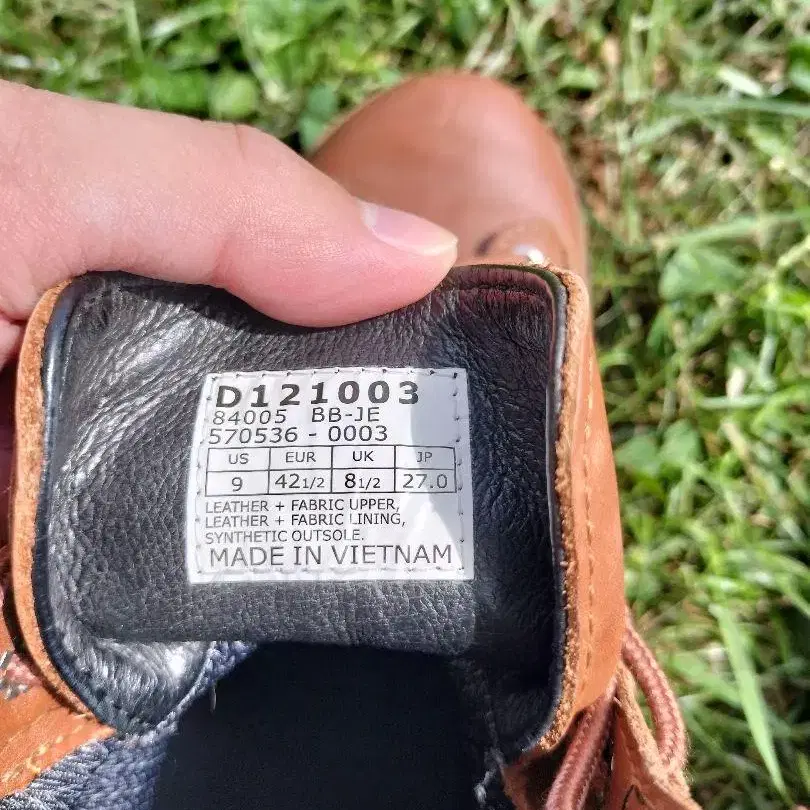 D121003
84005 BB-JE
570536 - 0003
US EUR UK JP
9 42 1/2 8 1/2 27.0
LEATHER + FABRIC UPPER,
LEATHER + FABRIC LINING,
SYNTHETIC OUTSOLE.
MADE IN VIETNAM